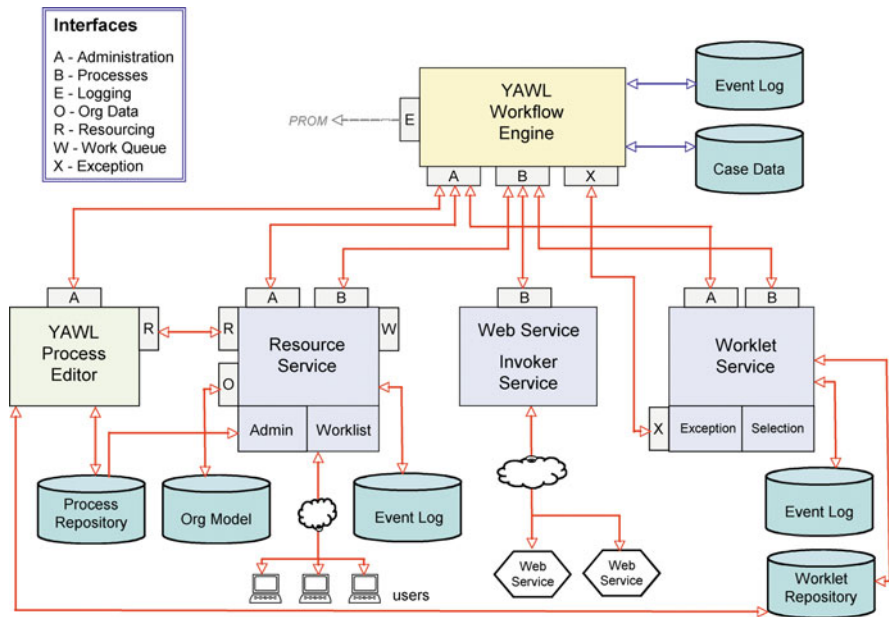 Interfaces
A - Administration
B - Processes
E - Logging
O - Org Data
R - Resourcing
W - Work Queue
X - Exception
PROM
E
YAWL
Workflow
Engine
A
B
X
Event Log
Case Data
A
YAWL
Process
Editor
R
A
B
R
O
W
Resource
Service
Admin
Worklist
B
Web Service
Invoker
Service
A
B
Worklet
Service
X
Exception
Selection
Process
Repository
Org Model
Event Log
users
Web
Service
Web
Service
Event Log
Worklet
Repository